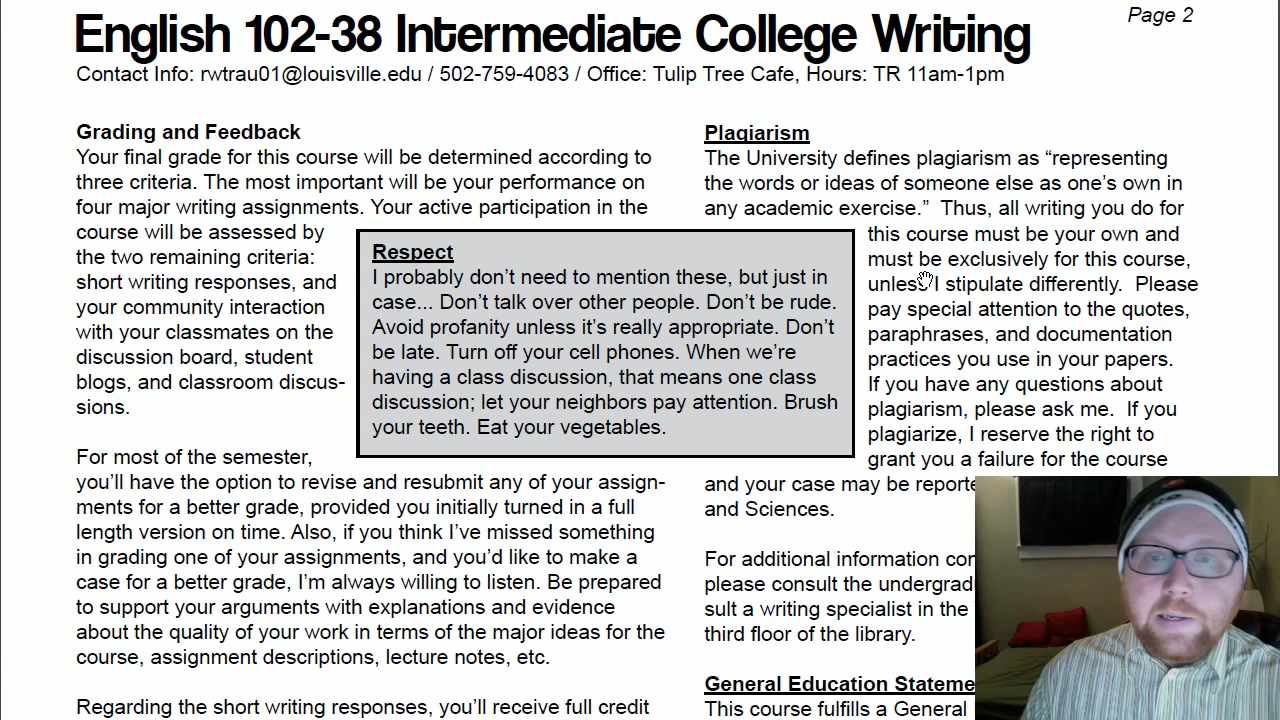 Page 2
English 102-38 Intermediate College Writing
Contact Info: rwtrau01@louisville.edu / 502-759-4083 / Office: Tulip Tree Cafe, Hours: TR 11am-1pm
Grading and Feedback
Your final grade for this course will be determined according to
three criteria. The most important will be your performance on
four major writing assignments. Your active participation in the
course will be assessed by
the two remaining criteria:
short writing responses, and
your community interaction
with your classmates on the
discussion board, student
blogs, and classroom discus-
sions.
For most of the semester,
you'll have the option to revise and resubmit any of your assign-
ments for a better grade, provided you initially turned in a full
length version on time. Also, if you think I've missed something
in grading one of your assignments, and you'd like to make a
case for a better grade, I'm always willing to listen. Be prepared
to support your arguments with explanations and evidence
about the quality of your work in terms of the major ideas for the
course, assignment descriptions, lecture notes, etc.
Regarding the short writing responses, you'll receive full credit
Respect
I probably don't need to mention these, but just in
case... Don't talk over other people. Don't be rude.
Avoid profanity unless it's really appropriate. Don't
be late. Turn off your cell phones. When we're
having a class discussion, that means one class
discussion; let your neighbors pay attention. Brush
your teeth. Eat your vegetables.
Plagiarism
The University defines plagiarism as “representing
the words or ideas of someone else as one's own in
any academic exercise.” Thus, all writing you do for
this course must be your own and
must be exclusively for this course,
unless I stipulate differently. Please
pay special attention to the quotes,
paraphrases, and documentation
practices you use in your papers.
If you have any questions about
plagiarism, please ask me. If you
plagiarize, I reserve the right to
grant you a failure for the course
and your case may be reporte
and Sciences.
For additional information con
please consult the undergrad
sult a writing specialist in the
third floor of the library.
General Education Stateme
This course fulfills a General